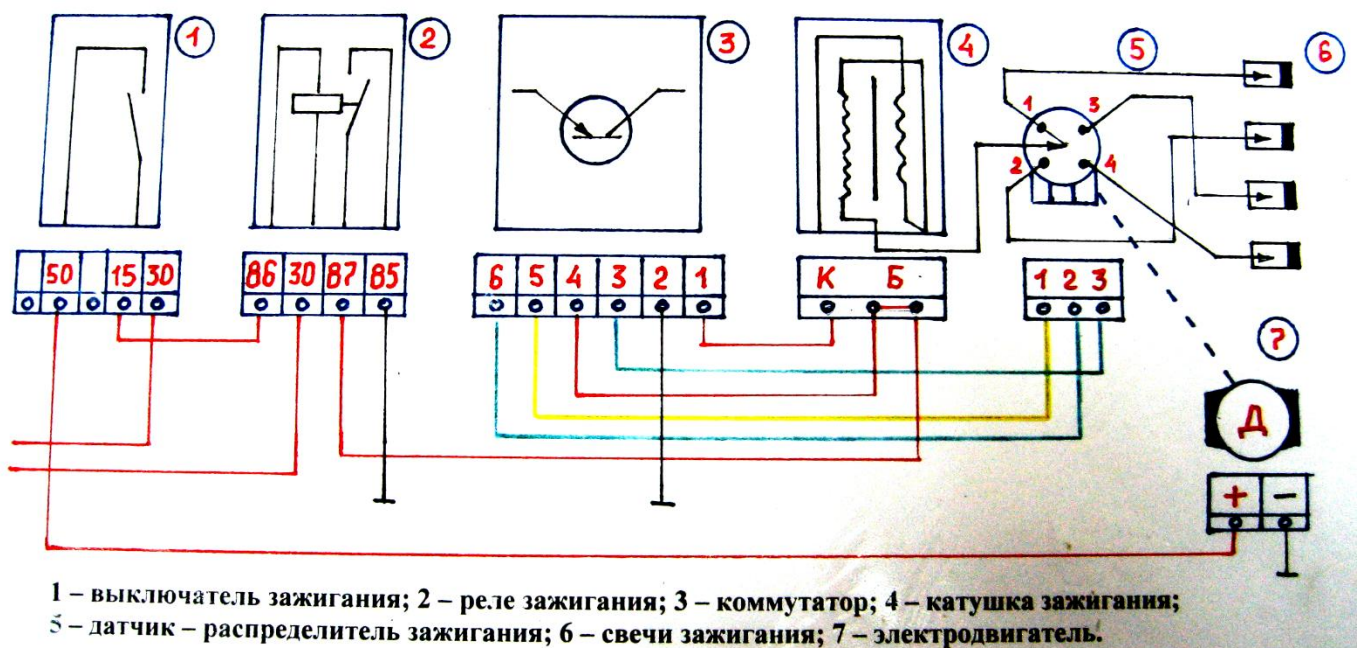 1 2 3 4 5 6
1 3
2 4
50 15 30
86 30 87 85
6 5 4 3 2 1
К Б
1 2 3
7
Д
+ −
1 – выключатель зажигания; 2 – реле зажигания; 3 – коммутатор; 4 – катушка зажигания;
5 – датчик – распределитель зажигания; 6 – свечи зажигания; 7 – электродвигатель.